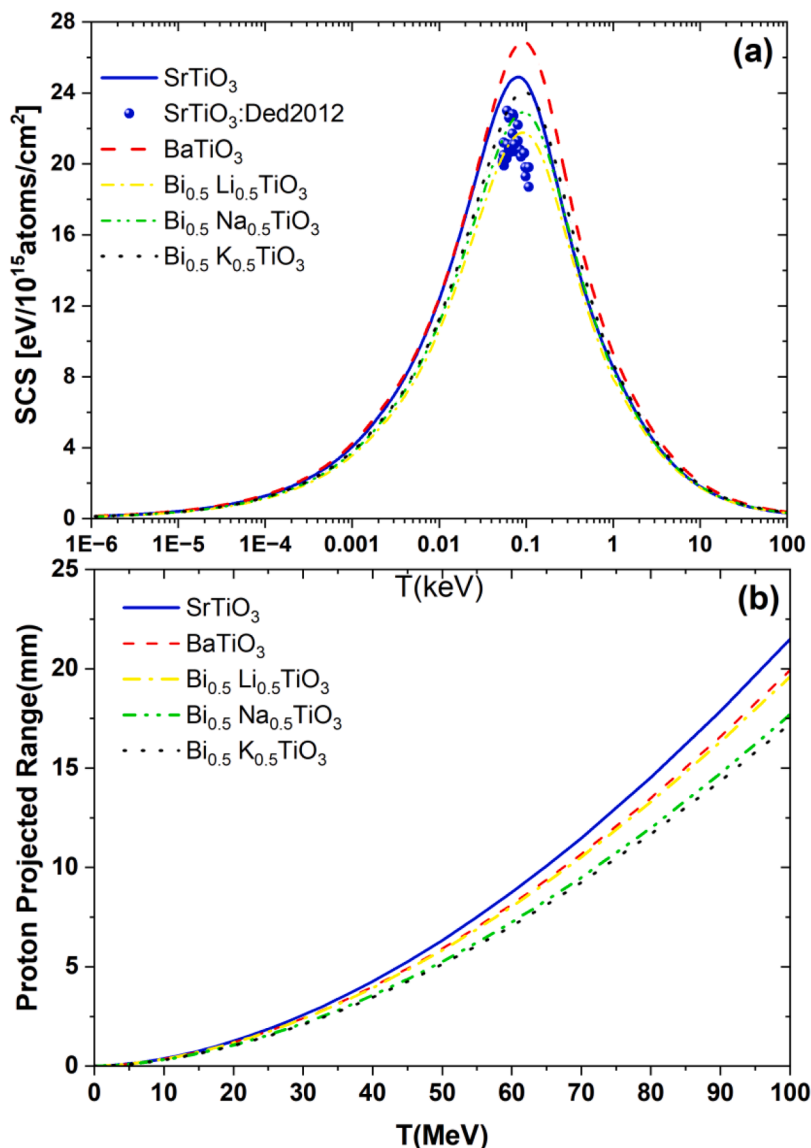 (a)
28
24
20
16
12
8
4
0
SCS [eV/10¹⁵atoms/cm²]
SrTiO₃
SrTiO₃:Ded2012
BaTiO₃
Bi₀.₅ Li₀.₅TiO₃
Bi₀.₅ Na₀.₅TiO₃
Bi₀.₅ K₀.₅TiO₃
1E-6 1E-5 1E-4 0.001 0.01 0.1 1 10 100
T(keV)
(b)
25
20
15
10
5
0
Proton Projected Range(mm)
SrTiO₃
BaTiO₃
Bi₀.₅ Li₀.₅TiO₃
Bi₀.₅ Na₀.₅TiO₃
Bi₀.₅ K₀.₅TiO₃
0 10 20 30 40 50 60 70 80 90 100
T(MeV)